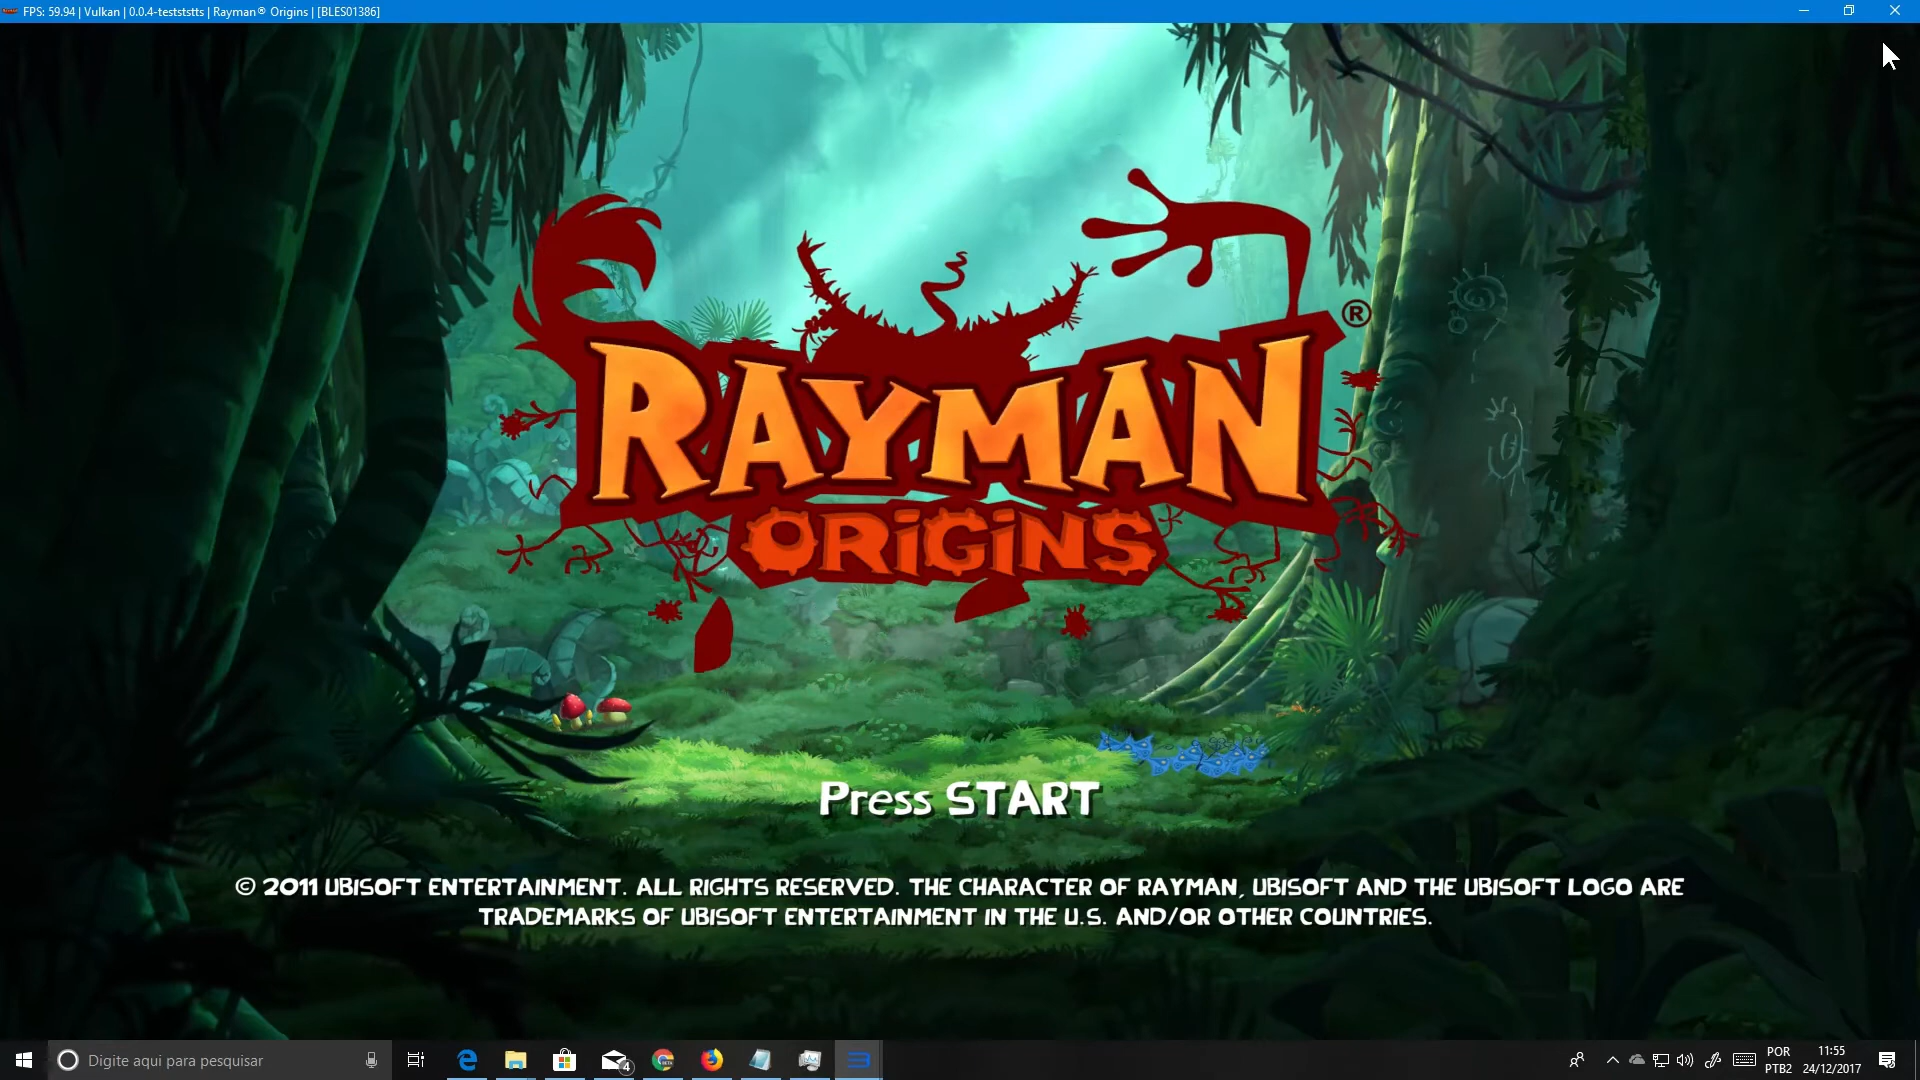 FPS: 59.94 | Vulkan | 0.0.4-testststts | Rayman® Origins | [BLES01386]
®
RAYMAN
ORiGiNS
Press START
© 2011 UBISOFT ENTERTAINMENT. ALL RIGHTS RESERVED. THE CHARACTER OF RAYMAN, UBISOFT AND THE UBISOFT LOGO ARE
TRADEMARKS OF UBISOFT ENTERTAINMENT IN THE U.S. AND/OR OTHER COUNTRIES.
Digite aqui para pesquisar
4
POR
PTB2
11:55
24/12/2017